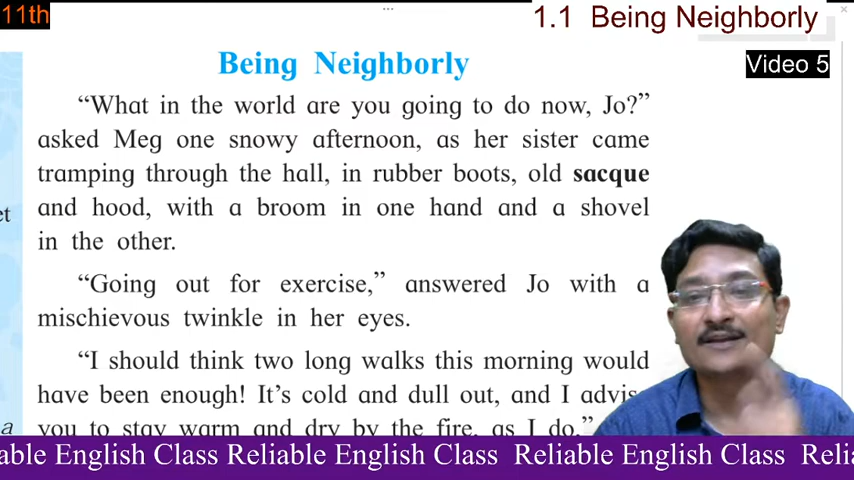 11th
1.1 Being Neighborly
Being Neighborly
Video 5
“What in the world are you going to do now, Jo?”
asked Meg one snowy afternoon, as her sister came
tramping through the hall, in rubber boots, old sacque
and hood, with a broom in one hand and a shovel
in the other.
“Going out for exercise,” answered Jo with a
mischievous twinkle in her eyes.
“I should think two long walks this morning would
have been enough! It’s cold and dull out, and I
you to stay warm and dry by the fire, as I do.”
a
English Class Reliable English Class Reliable English Class